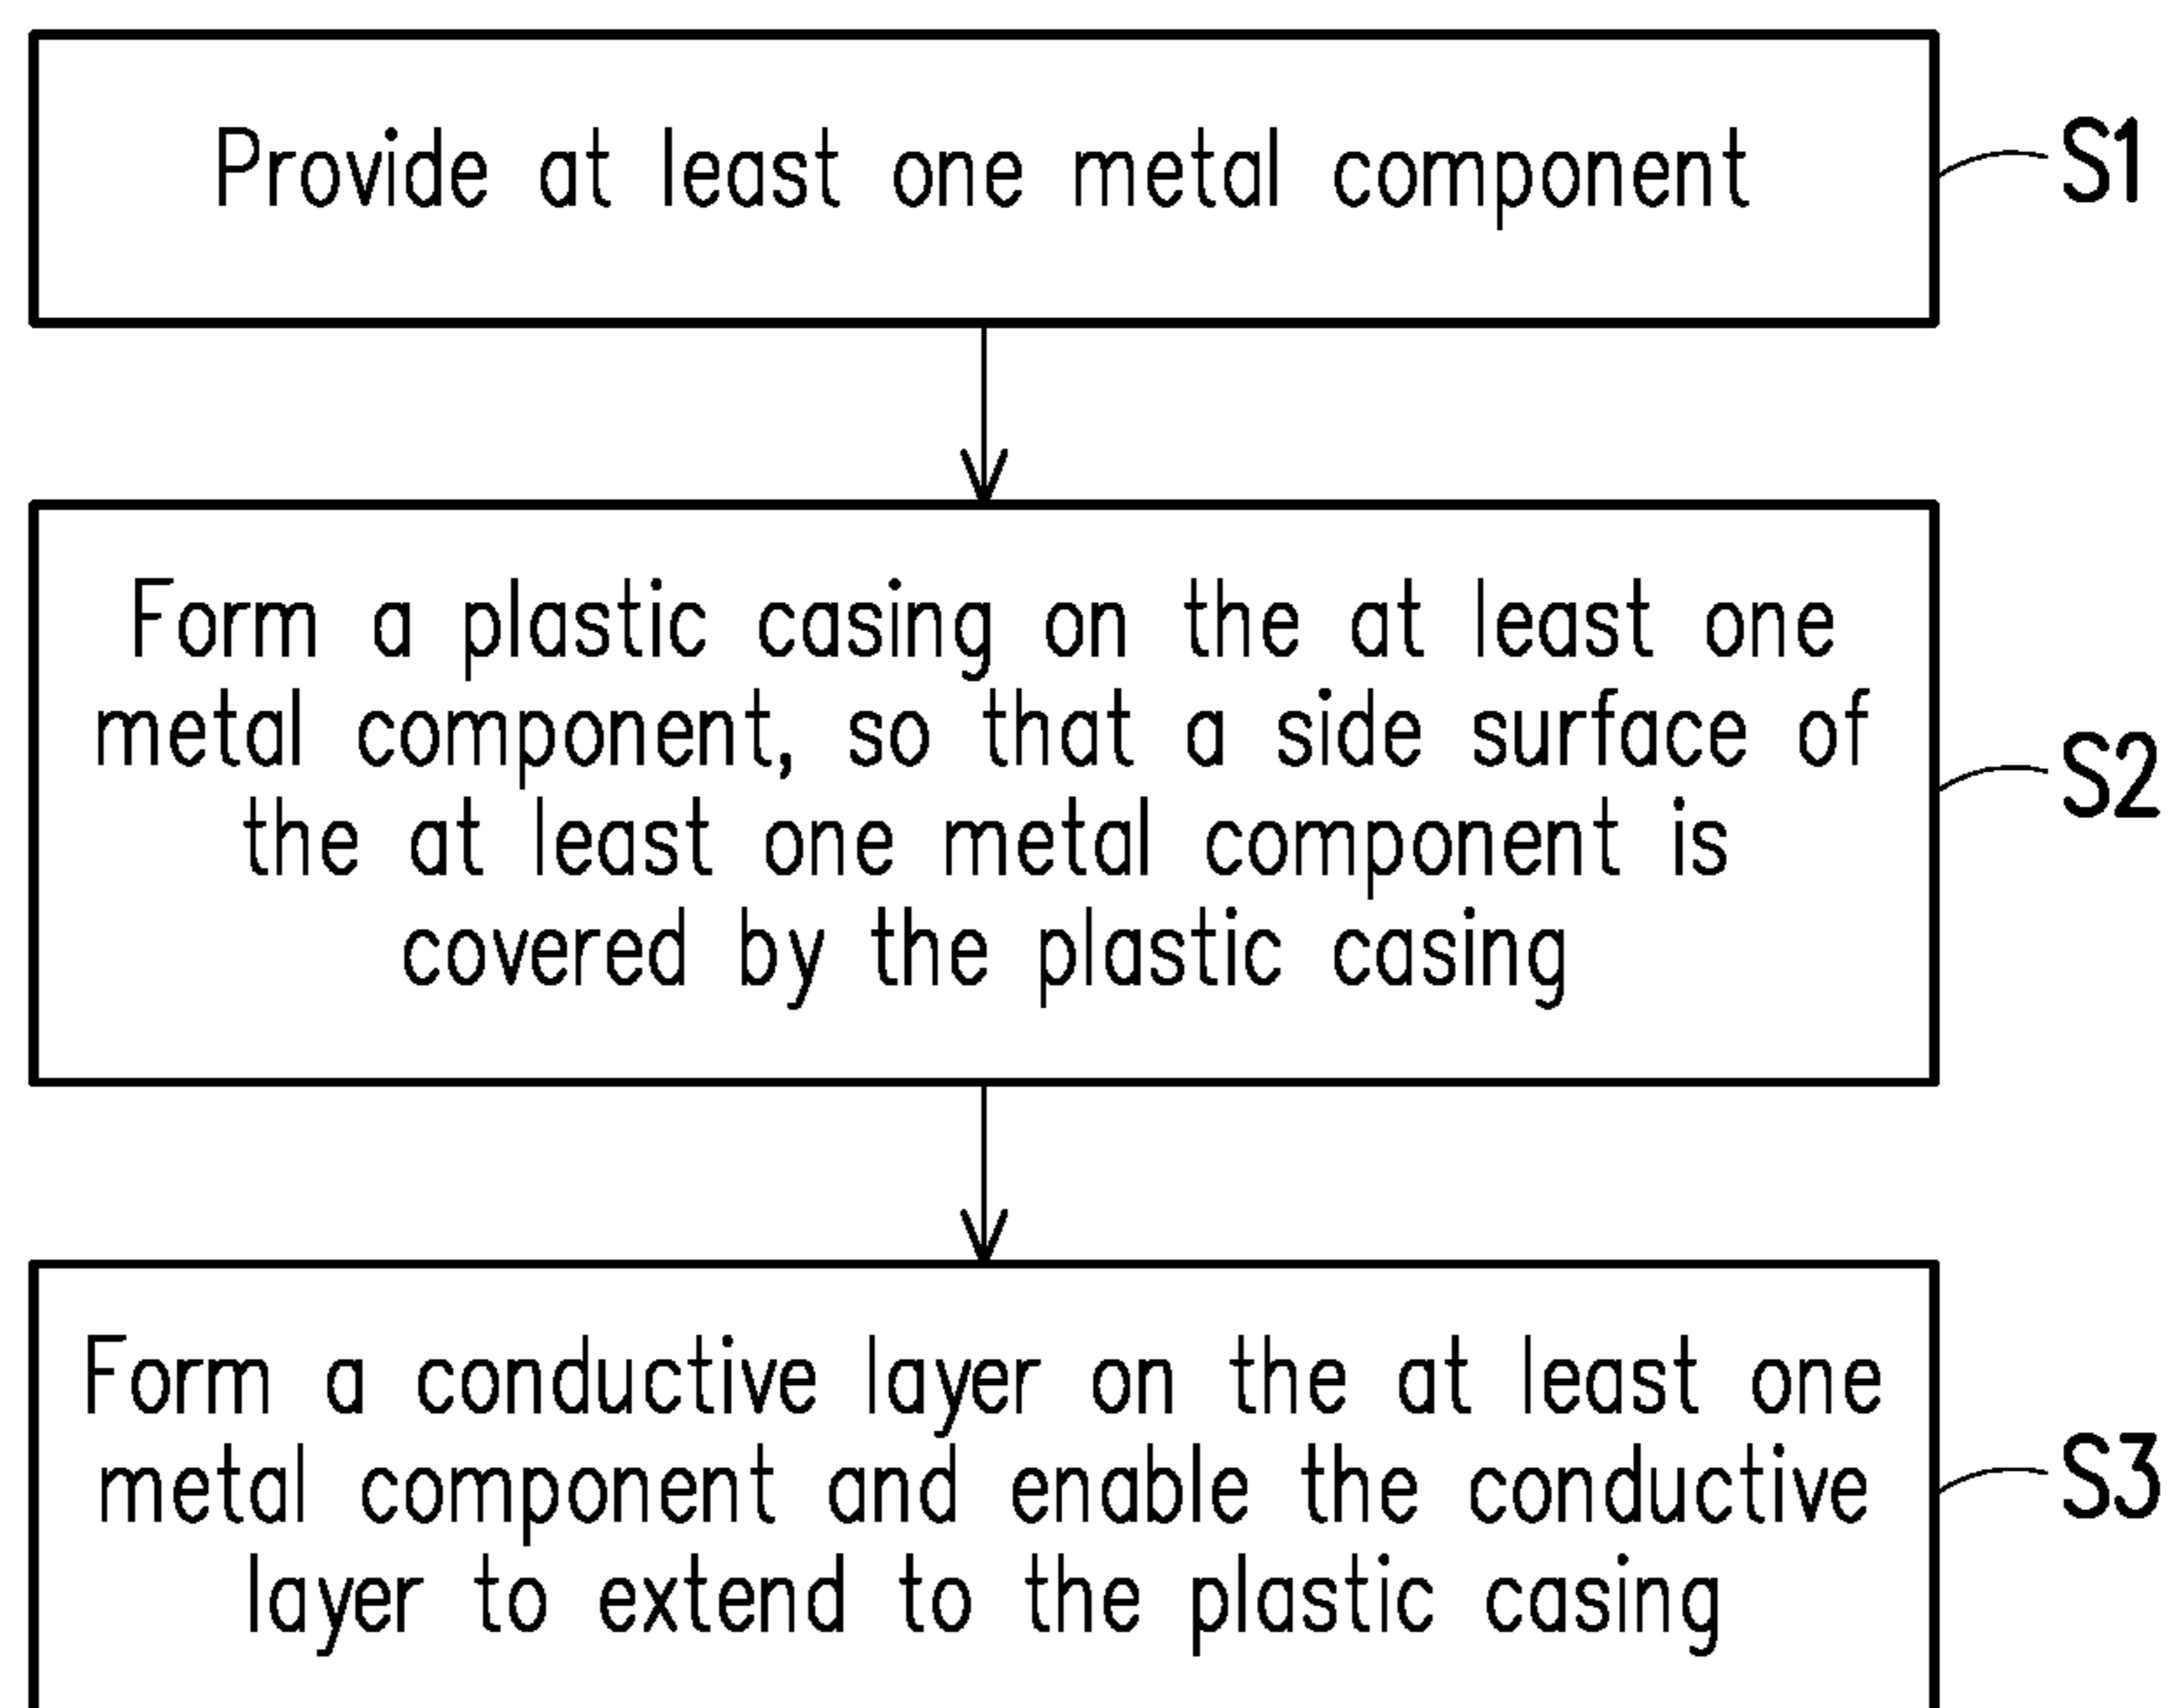 Provide at least one metal component
S1
Form a plastic casing on the at least one
metal component, so that a side surface of
the at least one metal component is
covered by the plastic casing
S2
Form a conductive layer on the at least one
metal component and enable the conductive
layer to extend to the plastic casing
S3